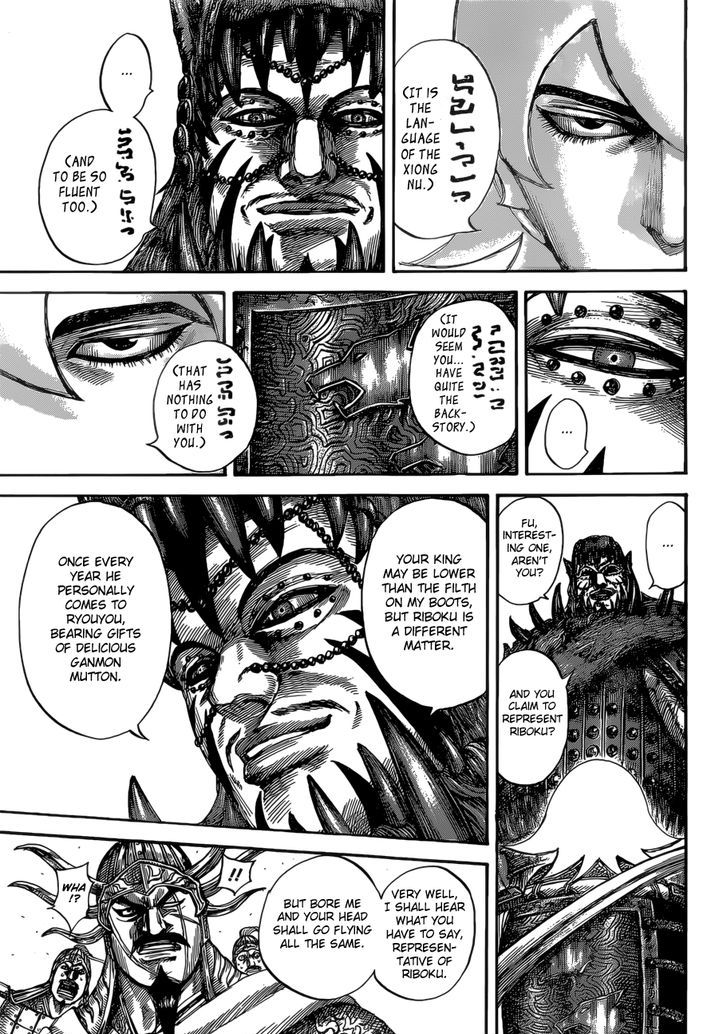 (IT IS
THE
LAN-
GUAGE
OF THE
XIONG
NU.)
...
(AND
TO BE SO
FLUENT
TOO.)
...
(IT
WOULD
SEEM
YOU...
HAVE
QUITE
THE
BACK-
STORY.)
(THAT
HAS
NOTHING
TO DO
WITH
YOU.)
...
FU,
INTEREST-
ING ONE,
AREN'T
YOU?
AND YOU
CLAIM TO
REPRESENT
RIBOKU?
YOUR KING
MAY BE LOWER
THAN THE FILTH
ON MY BOOTS,
BUT RIBOKU IS
A DIFFERENT
MATTER.
ONCE EVERY
YEAR HE
PERSONALLY
COMES TO
RYOUYOU,
BEARING GIFTS
OF DELICIOUS
GANMON
MUTTON.
VERY WELL,
I SHALL HEAR
WHAT YOU
HAVE TO SAY,
REPRESEN-
TATIVE OF
RIBOKU.
BUT BORE ME
AND YOUR HEAD
SHALL GO FLYING
ALL THE SAME.
!!
WHA
!?